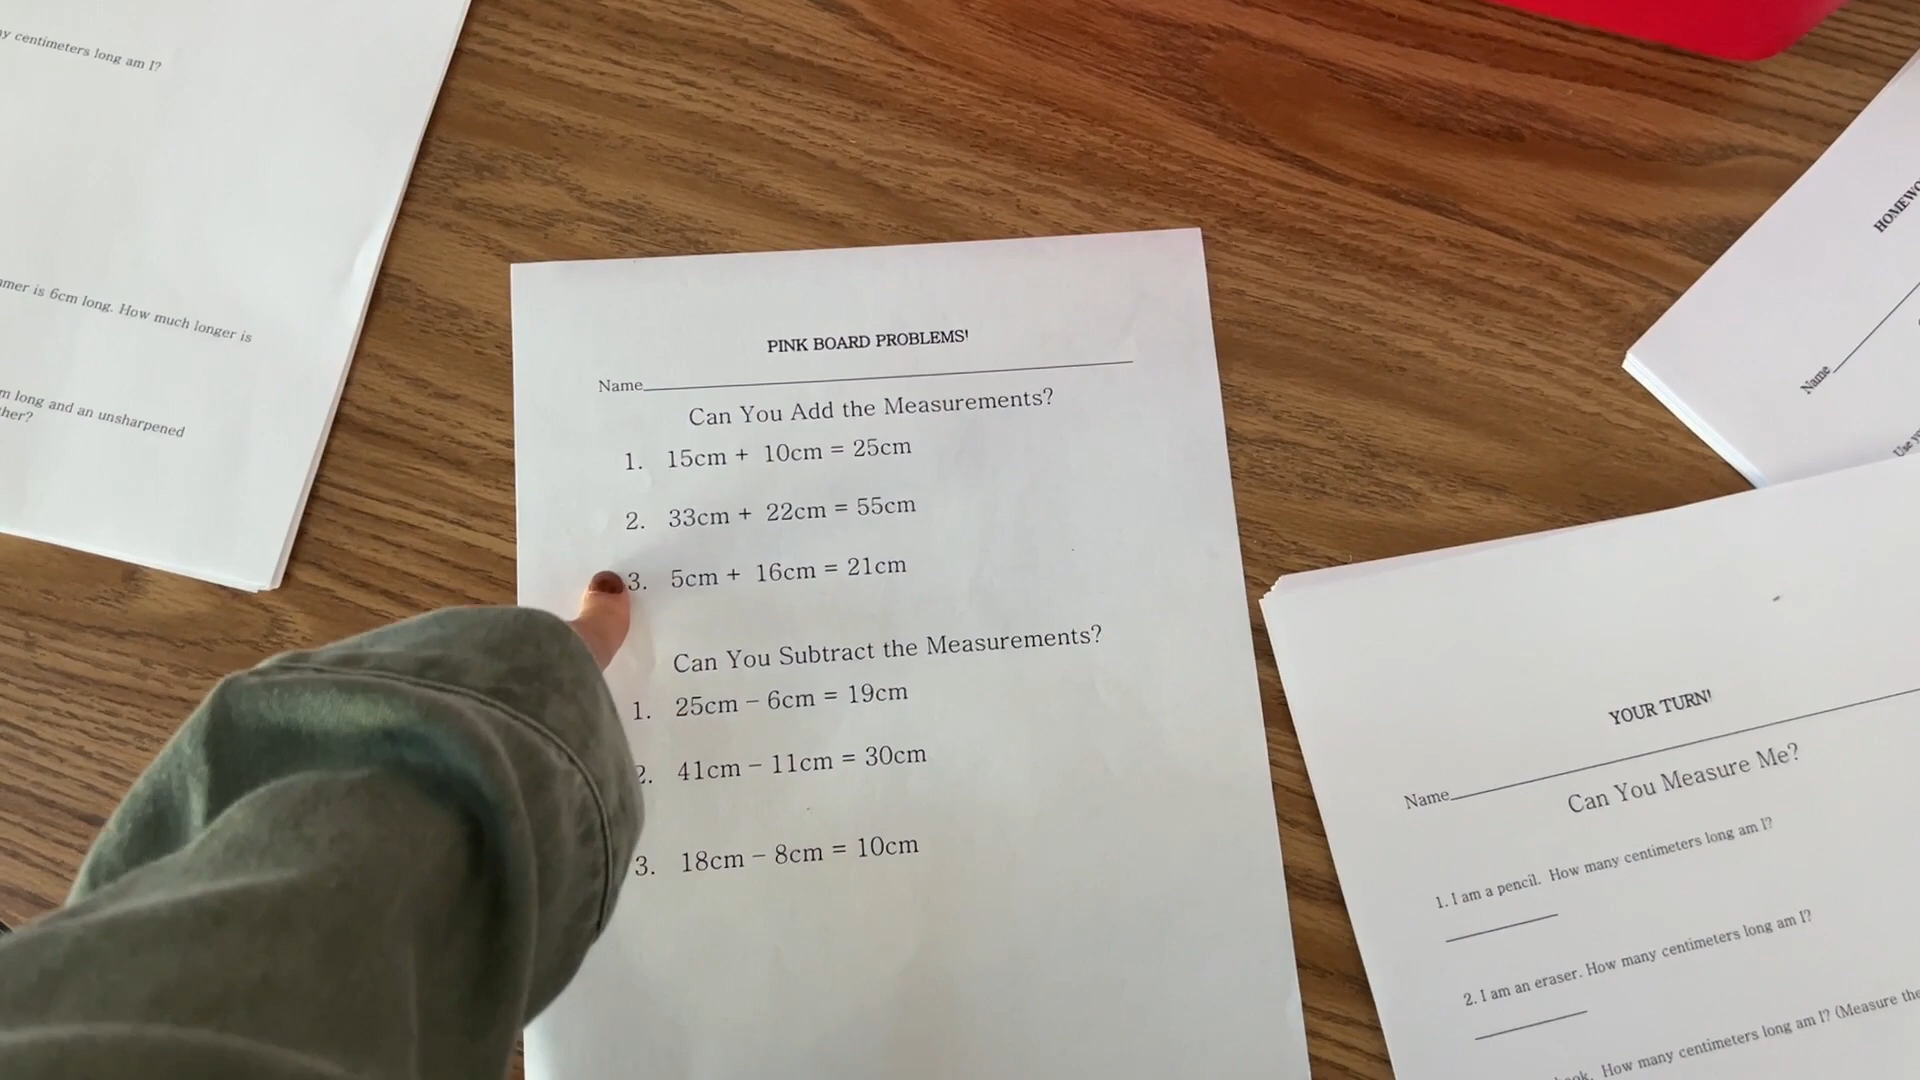 centimeters long am I?
is 6cm long. How much longer is
long and an unsharpened
PINK BOARD PROBLEMS!
Name
Can You Add the Measurements?
1. 15cm + 10cm = 25cm
2. 33cm + 22cm = 55cm
3. 5cm + 16cm = 21cm
Can You Subtract the Measurements?
1. 25cm − 6cm = 19cm
2. 41cm − 11cm = 30cm
3. 18cm − 8cm = 10cm
Name
Use
YOUR TURN!
Name
Can You Measure Me?
1. I am a pencil. How many centimeters long am I?
2. I am an eraser. How many centimeters long am I?
How many centimeters long am I? (Measure the